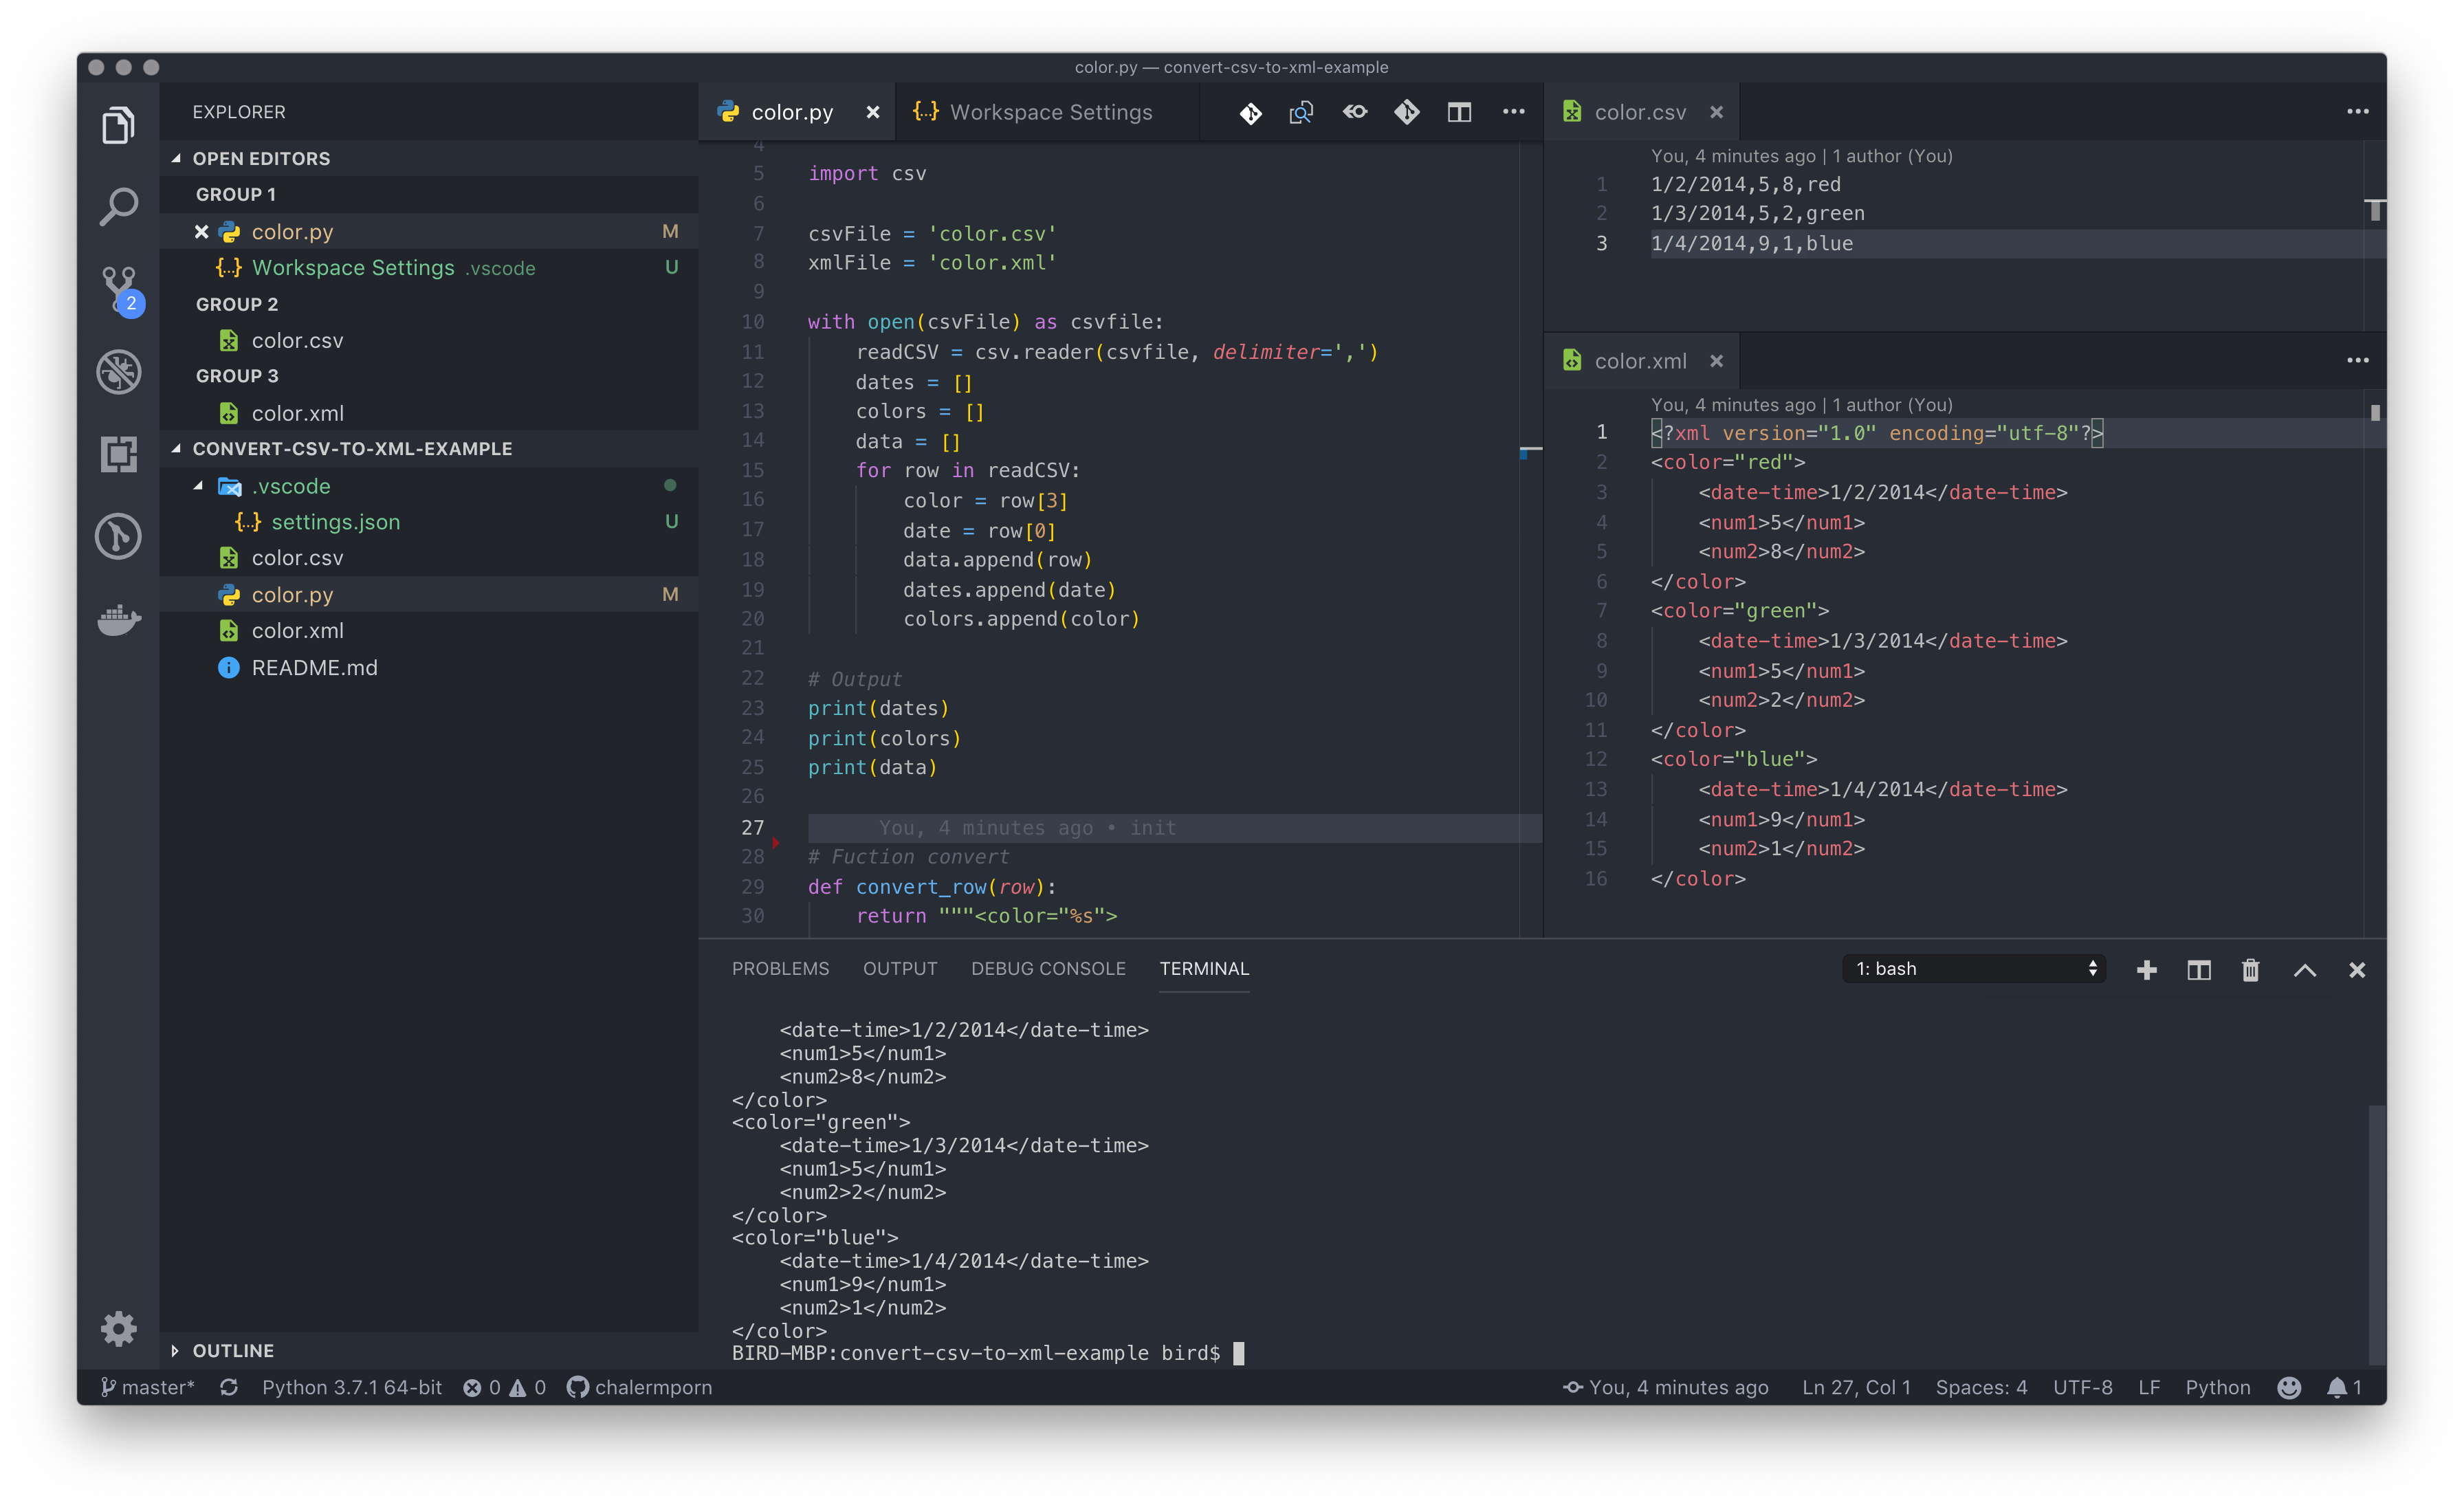 color.py — convert-csv-to-xml-example
EXPLORER
OPEN EDITORS
GROUP 1
color.py M
{..} Workspace Settings .vscode U
GROUP 2
color.csv
GROUP 3
color.xml
CONVERT-CSV-TO-XML-EXAMPLE
.vscode
{..} settings.json U
color.csv
color.py M
color.xml
README.md
OUTLINE
2
color.py
{..} Workspace Settings
4
5 import csv
6
7 csvFile = 'color.csv'
8 xmlFile = 'color.xml'
9
10 with open(csvFile) as csvfile:
11     readCSV = csv.reader(csvfile, delimiter=',')
12     dates = []
13     colors = []
14     data = []
15     for row in readCSV:
16         color = row[3]
17         date = row[0]
18         data.append(row)
19         dates.append(date)
20         colors.append(color)
21
22 # Output
23 print(dates)
24 print(colors)
25 print(data)
26
27 You, 4 minutes ago • init
28 # Fuction convert
29 def convert_row(row):
30     return """<color="%s">
color.csv
You, 4 minutes ago | 1 author (You)
1 1/2/2014,5,8,red
2 1/3/2014,5,2,green
3 1/4/2014,9,1,blue
color.xml
You, 4 minutes ago | 1 author (You)
1 <?xml version="1.0" encoding="utf-8"?>
2 <color="red">
3     <date-time>1/2/2014</date-time>
4     <num1>5</num1>
5     <num2>8</num2>
6 </color>
7 <color="green">
8     <date-time>1/3/2014</date-time>
9     <num1>5</num1>
10     <num2>2</num2>
11 </color>
12 <color="blue">
13     <date-time>1/4/2014</date-time>
14     <num1>9</num1>
15     <num2>1</num2>
16 </color>
PROBLEMS OUTPUT DEBUG CONSOLE TERMINAL 1: bash
    <date-time>1/2/2014</date-time>
    <num1>5</num1>
    <num2>8</num2>
</color>
<color="green">
    <date-time>1/3/2014</date-time>
    <num1>5</num1>
    <num2>2</num2>
</color>
<color="blue">
    <date-time>1/4/2014</date-time>
    <num1>9</num1>
    <num2>1</num2>
</color>
BIRD-MBP:convert-csv-to-xml-example bird$
master* Python 3.7.1 64-bit 0 0 chalermporn You, 4 minutes ago Ln 27, Col 1 Spaces: 4 UTF-8 LF Python 1